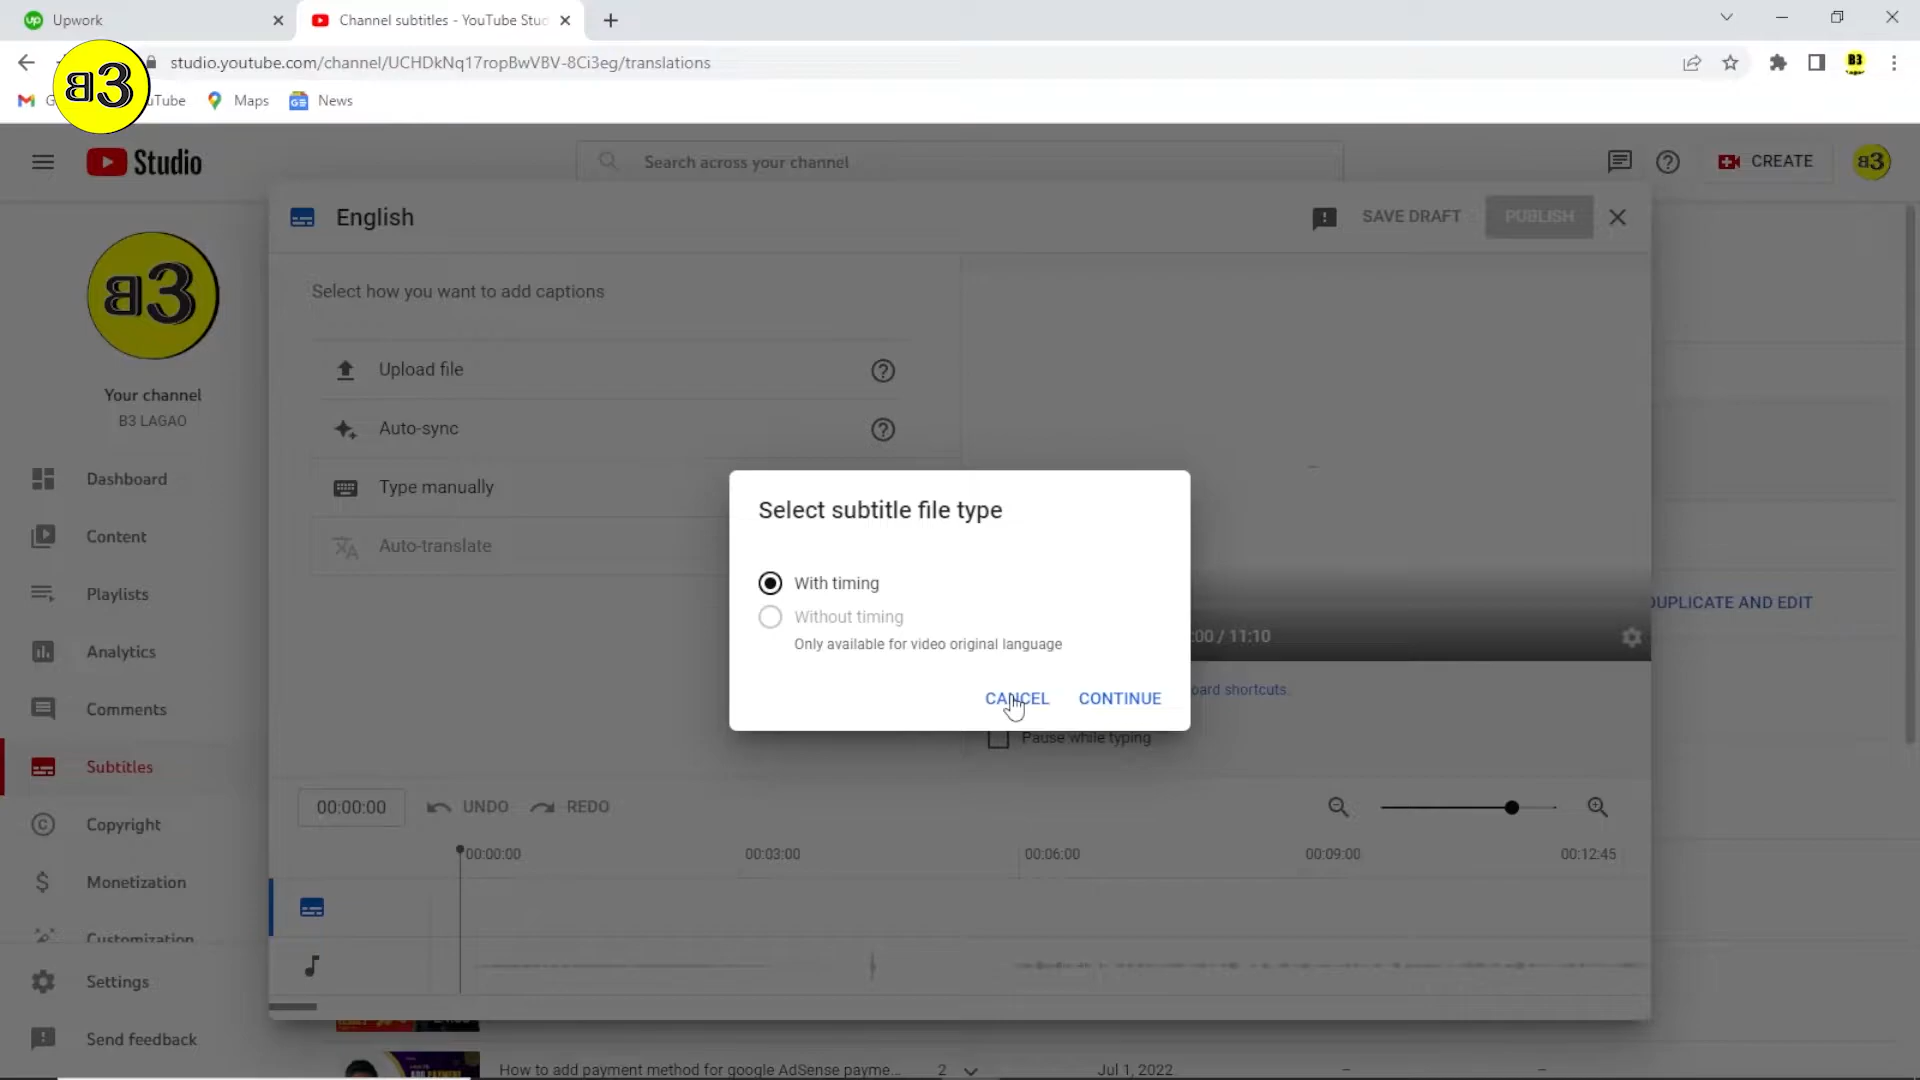 Upwork
Channel subtitles - YouTube Stud
studio.youtube.com/channel/UCHDkNq17ropBwVBV-8Ci3eg/translations
B3
G
uTube
Maps
News
Studio
Search across your channel
CREATE
B3
English
SAVE DRAFT
PUBLISH
B3
Your channel
B3 LAGAO
Select how you want to add captions
Upload file
Auto-sync
Type manually
Auto-translate
Select subtitle file type
With timing
Without timing
Only available for video original language
CANCEL
CONTINUE
:00 / 11:10
DUPLICATE AND EDIT
oard shortcuts.
Pause while typing
Dashboard
Content
Playlists
Analytics
Comments
Subtitles
Copyright
Monetization
Customization
Settings
Send feedback
00:00:00
UNDO
REDO
00:00:00
00:03:00
00:06:00
00:09:00
00:12:45
How to add payment method for google AdSense payme...
2
Jul 1, 2022